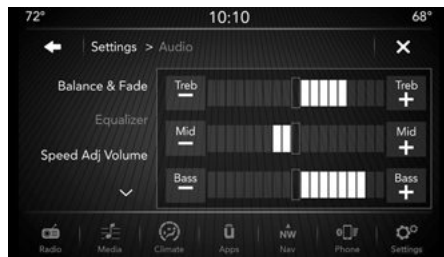 72° 10:10 68°
Settings > Audio
Balance & Fade
Treb Treb
Equalizer
Mid Mid
Speed Adj Volume
Bass Bass
Radio Media Climate Apps Nav Phone Settings
NW